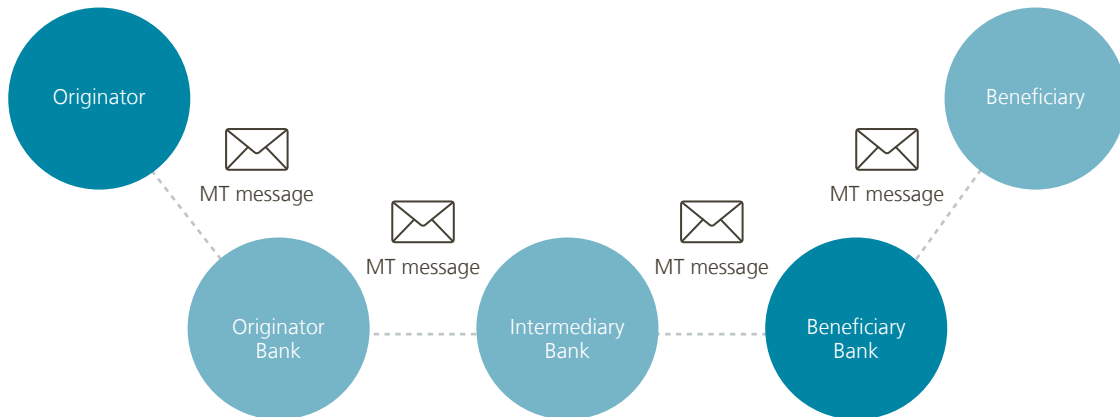 Originator
Beneficiary
MT message
MT message
MT message
MT message
Originator
Bank
Intermediary
Bank
Beneficiary
Bank